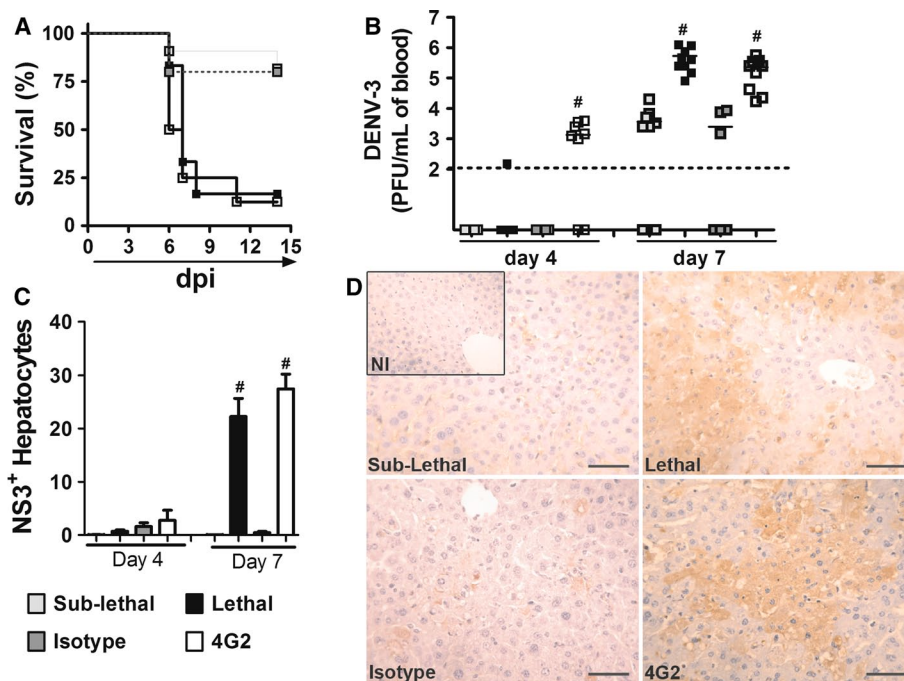 A
Survival (%)
100
75
50
25
0
0 3 6 9 12 15
dpi
B
DENV-3
(PFU/mL of blood)
7
6
5
4
3
2
0
#
#
#
day 4 day 7
C
NS3+ Hepatocytes
40
30
20
10
0
#
#
Day 4 Day 7
Sub-lethal Lethal
Isotype 4G2
D
NI
Sub-Lethal
Lethal
Isotype
4G2